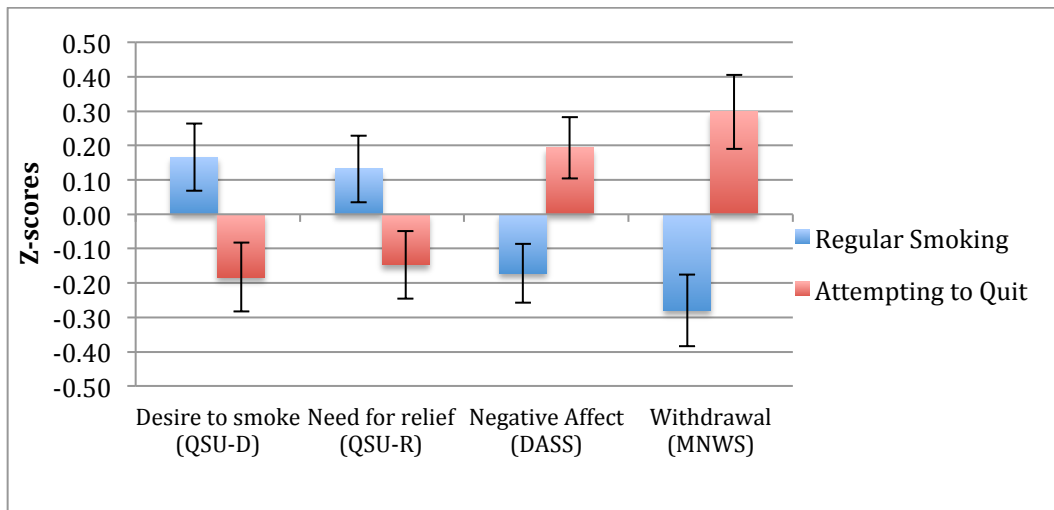 0.50
0.40
0.30
0.20
0.10
0.00
-0.10
-0.20
-0.30
-0.40
-0.50
Z-scores
Desire to smoke
(QSU-D)
Need for relief
(QSU-R)
Negative Affect
(DASS)
Withdrawal
(MNWS)
Regular Smoking
Attempting to Quit